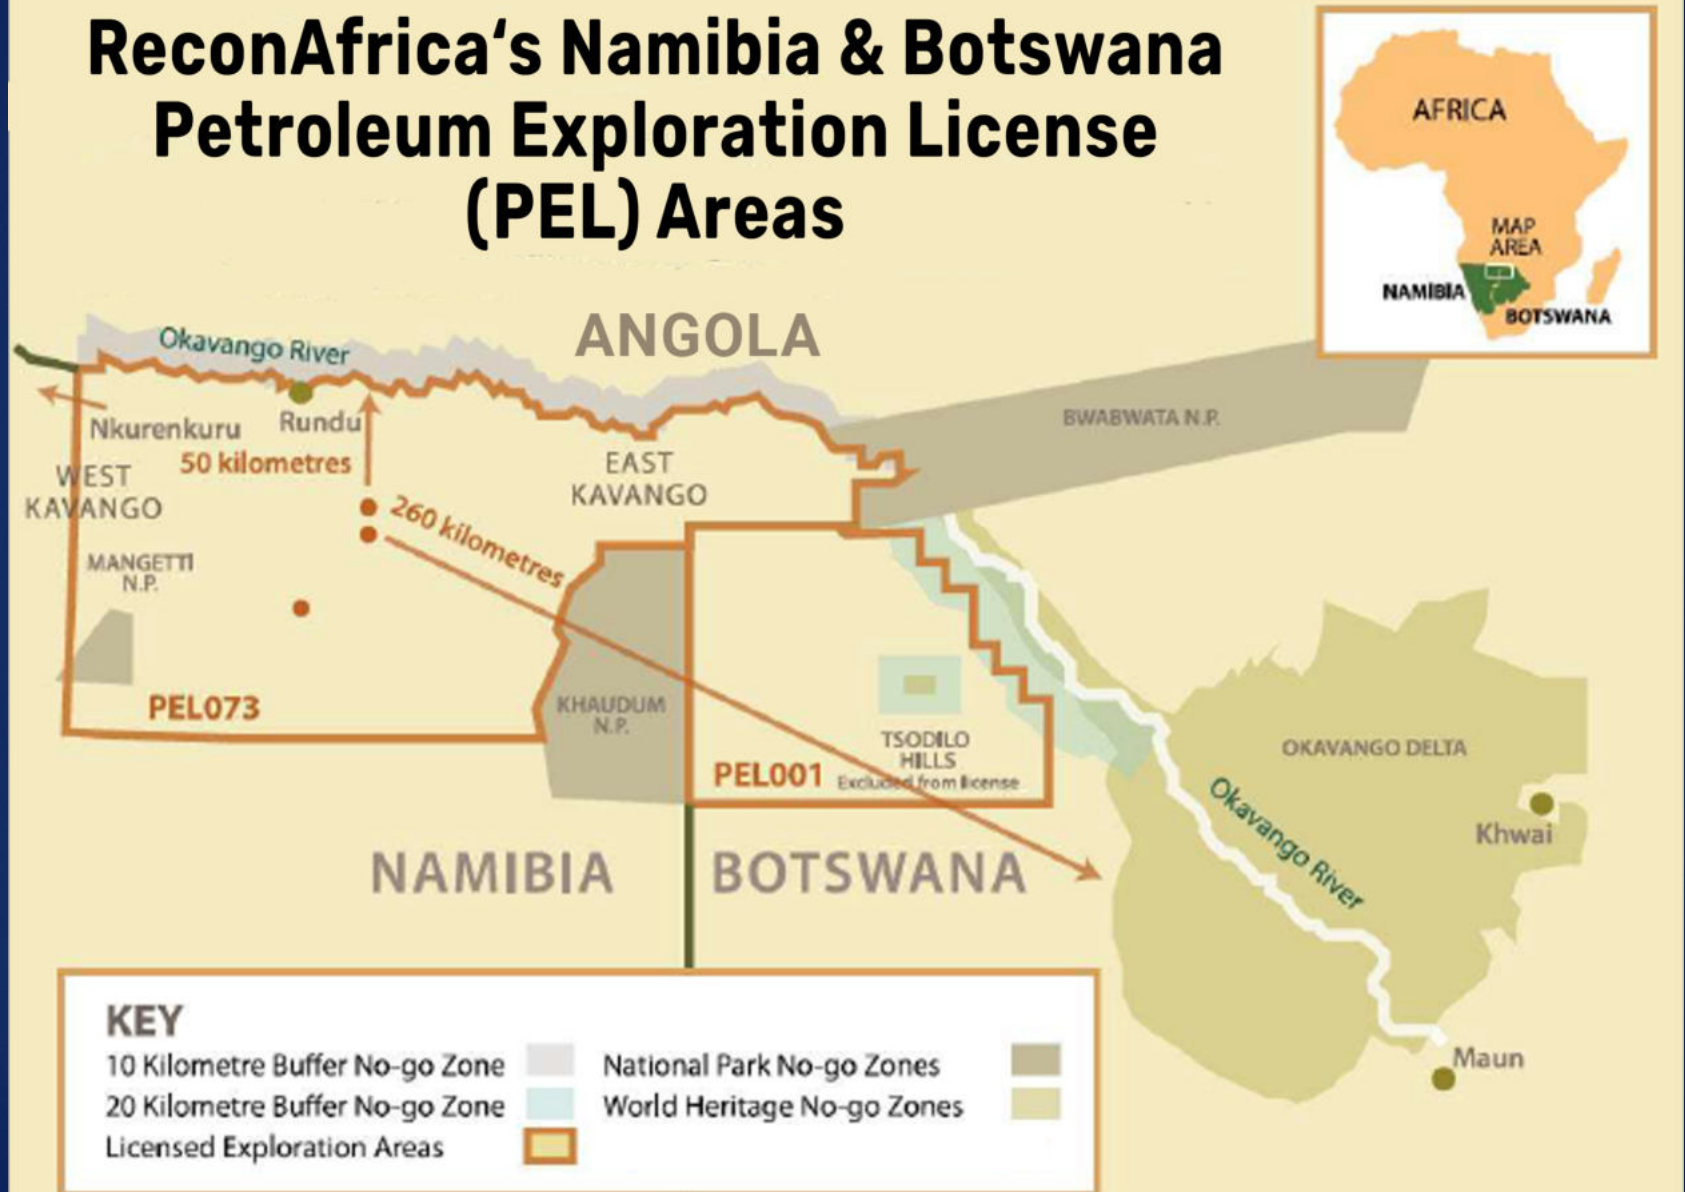 ReconAfrica‘s Namibia & Botswana
Petroleum Exploration License
(PEL) Areas
AFRICA
MAP
AREA
NAMIBIA
BOTSWANA
ANGOLA
Okavango River
Nkurenkuru
Rundu
50 kilometres
WEST
KAVANGO
EAST
KAVANGO
260 kilometres
BWABWATA N.P.
MANGETTI
N.P.
PEL073
KHAUDUM
N.P.
TSODILO
HILLS
Excluded from license
PEL001
OKAVANGO DELTA
Okavango River
Khwai
NAMIBIA
BOTSWANA
Maun
KEY
10 Kilometre Buffer No-go Zone
20 Kilometre Buffer No-go Zone
Licensed Exploration Areas
National Park No-go Zones
World Heritage No-go Zones